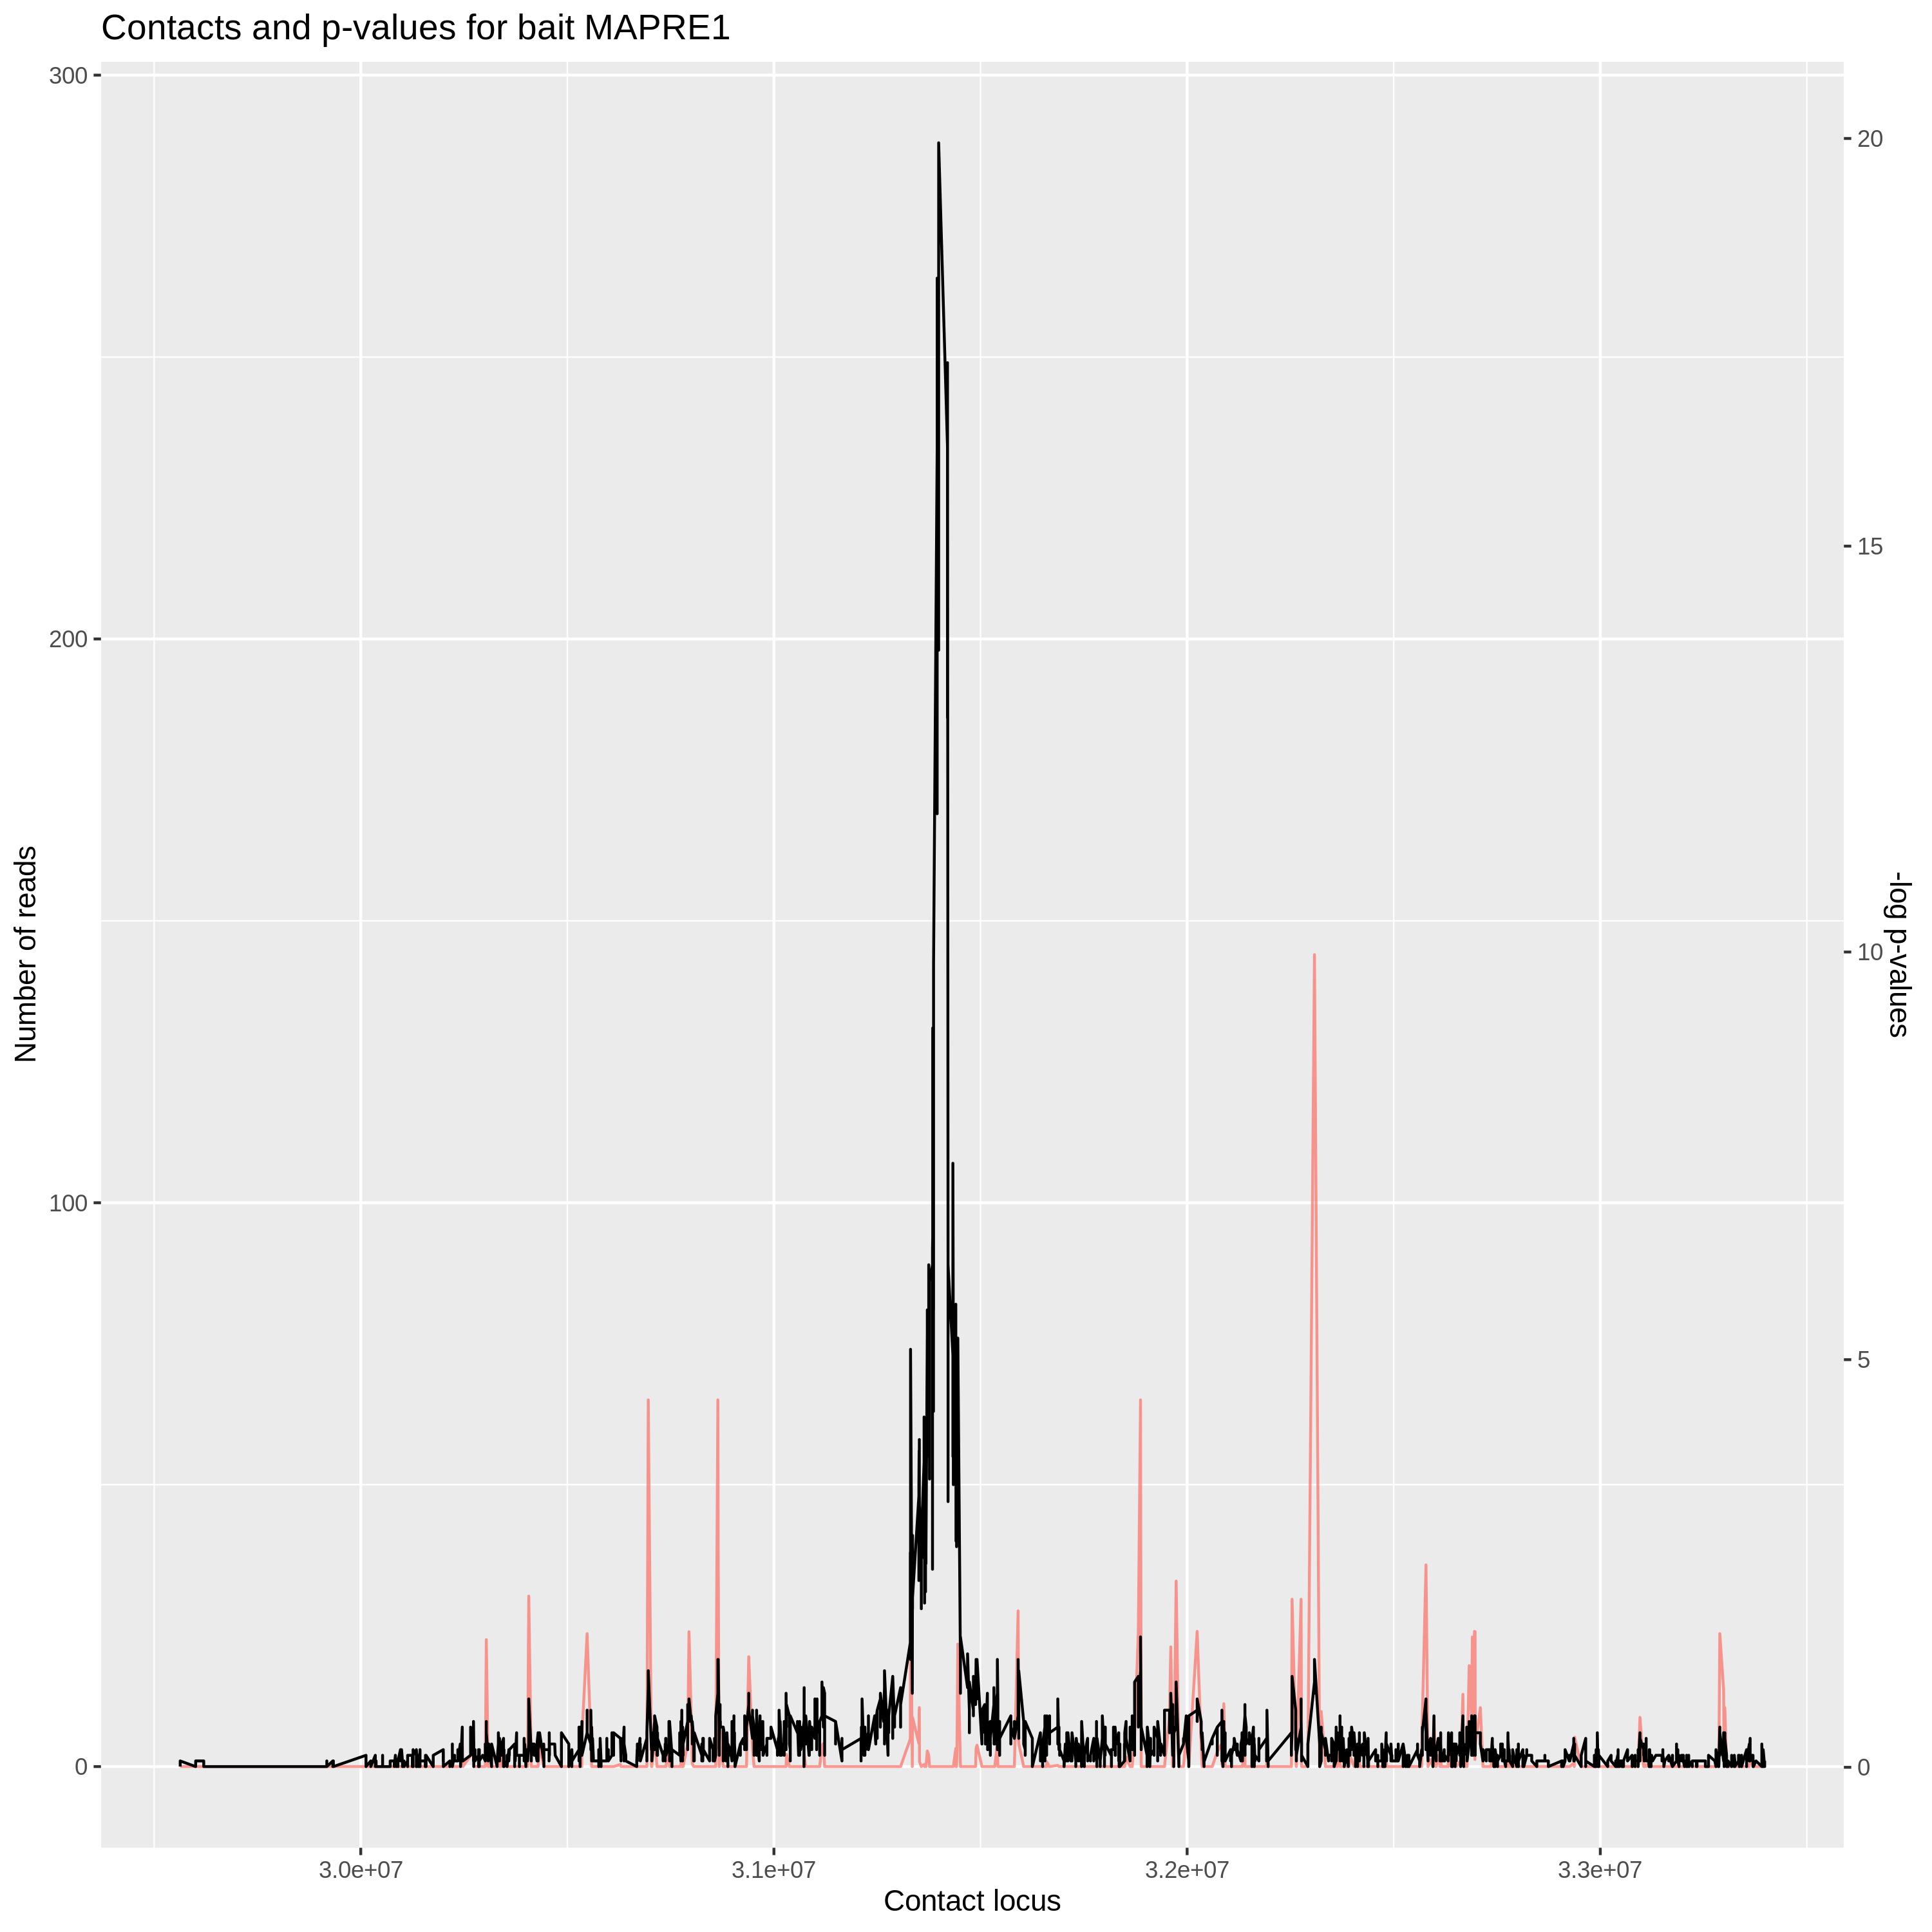 Contacts and p-values for bait MAPRE1
300
200
100
0
Number of reads
20
15
10
5
0
-log p-values
3.0e+07
3.1e+07
3.2e+07
3.3e+07
Contact locus